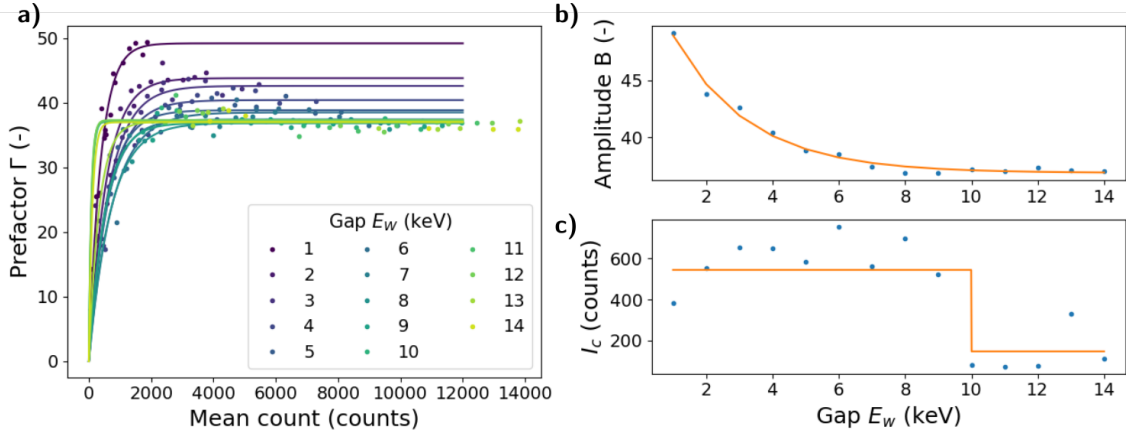 a)
50
40
30
20
10
0
Prefactor Γ (-)
0 2000 4000 6000 8000 10000 12000 14000
Mean count (counts)
Gap E_W (keV)
1 6 11
2 7 12
3 8 13
4 9 14
5 10
b)
45
40
Amplitude B (-)
2 4 6 8 10 12 14
c)
600
400
200
I_c (counts)
2 4 6 8 10 12 14
Gap E_W (keV)